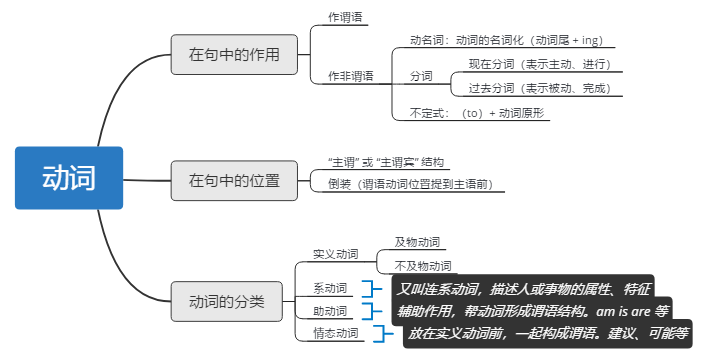 动词
在句中的作用
作谓语
作非谓语
动名词：动词的名词化（动词尾 + ing）
分词
现在分词（表示主动、进行）
过去分词（表示被动、完成）
不定式：（to）+ 动词原形
在句中的位置
“主谓” 或 “主谓宾” 结构
倒装（谓语动词位置提到主语前）
动词的分类
实义动词
及物动词
不及物动词
系动词
又叫连系动词，描述人或事物的属性、特征
助动词
辅助作用，帮动词形成谓语结构。am is are 等
情态动词
放在实义动词前，一起构成谓语。建议、可能等